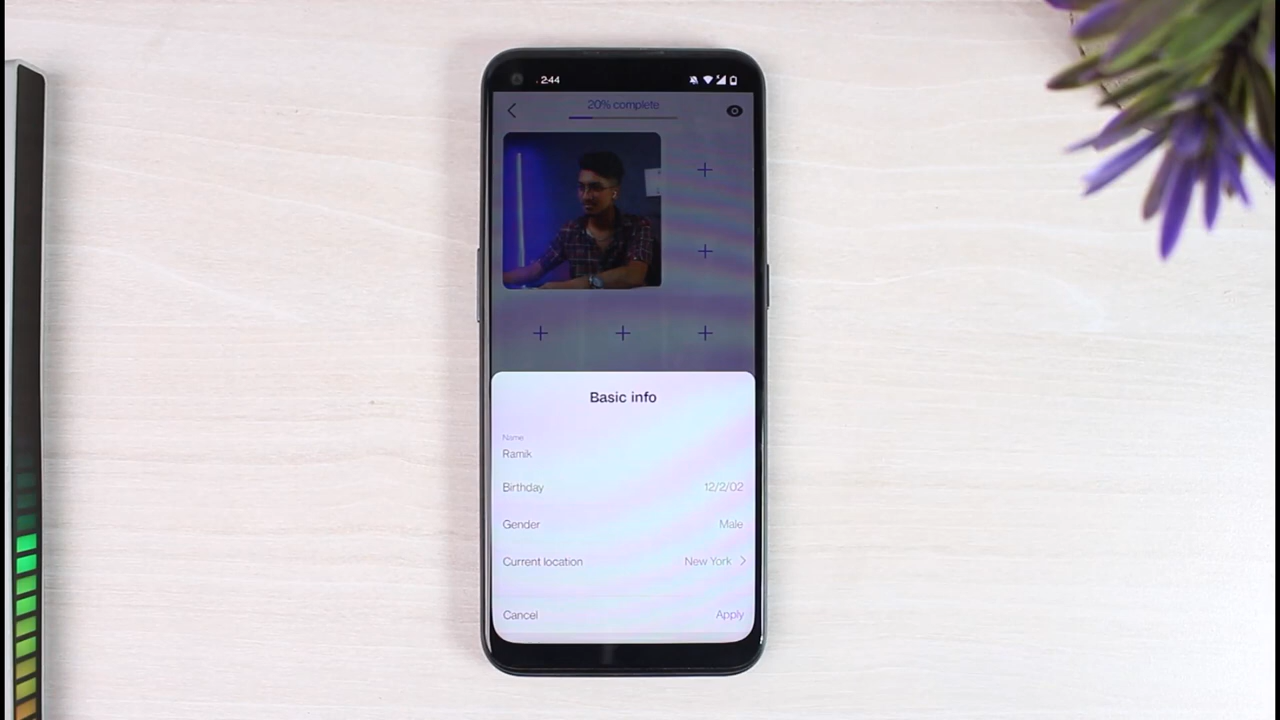 2:44
20% complete
Basic info
Name
Ramik
Birthday 12/2/02
Gender Male
Current location New York
Cancel Apply